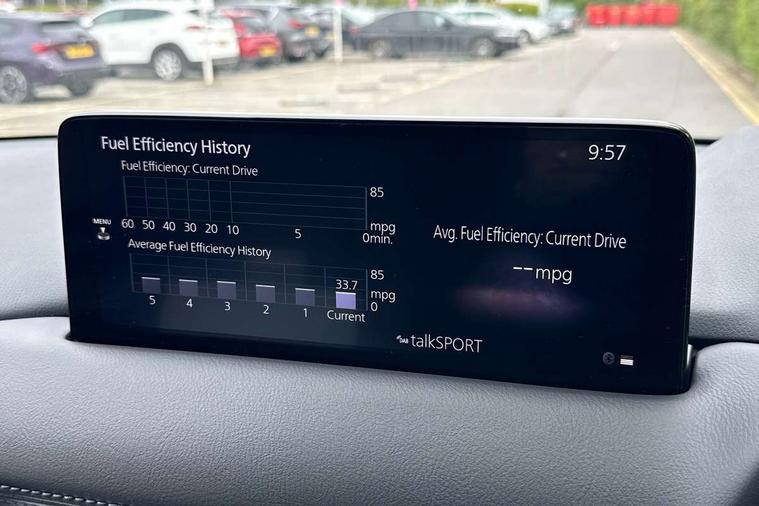 Fuel Efficiency History
9:57
Fuel Efficiency: Current Drive
85
mpg
60 50 40 30 20 10 5 0min.
MENU
Avg. Fuel Efficiency: Current Drive
--mpg
Average Fuel Efficiency History
85
33.7
mpg
0
5 4 3 2 1 Current
DAB talkSPORT